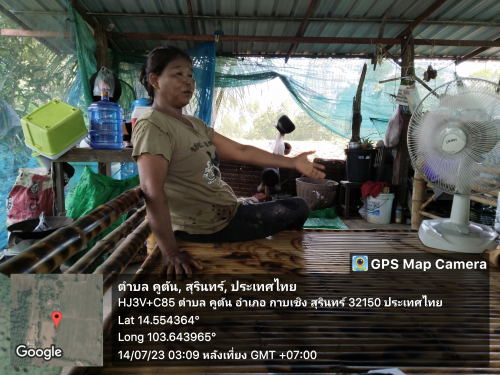 GPS Map Camera
ตำบล คูตัน, สุรินทร์, ประเทศไทย
HJ3V+C85 ตำบล คูตัน อำเภอ กาบเชิง สุรินทร์ 32150 ประเทศไทย
Lat 14.554364°
Long 103.643965°
14/07/23 03:09 หลังเที่ยง GMT +07:00
Google